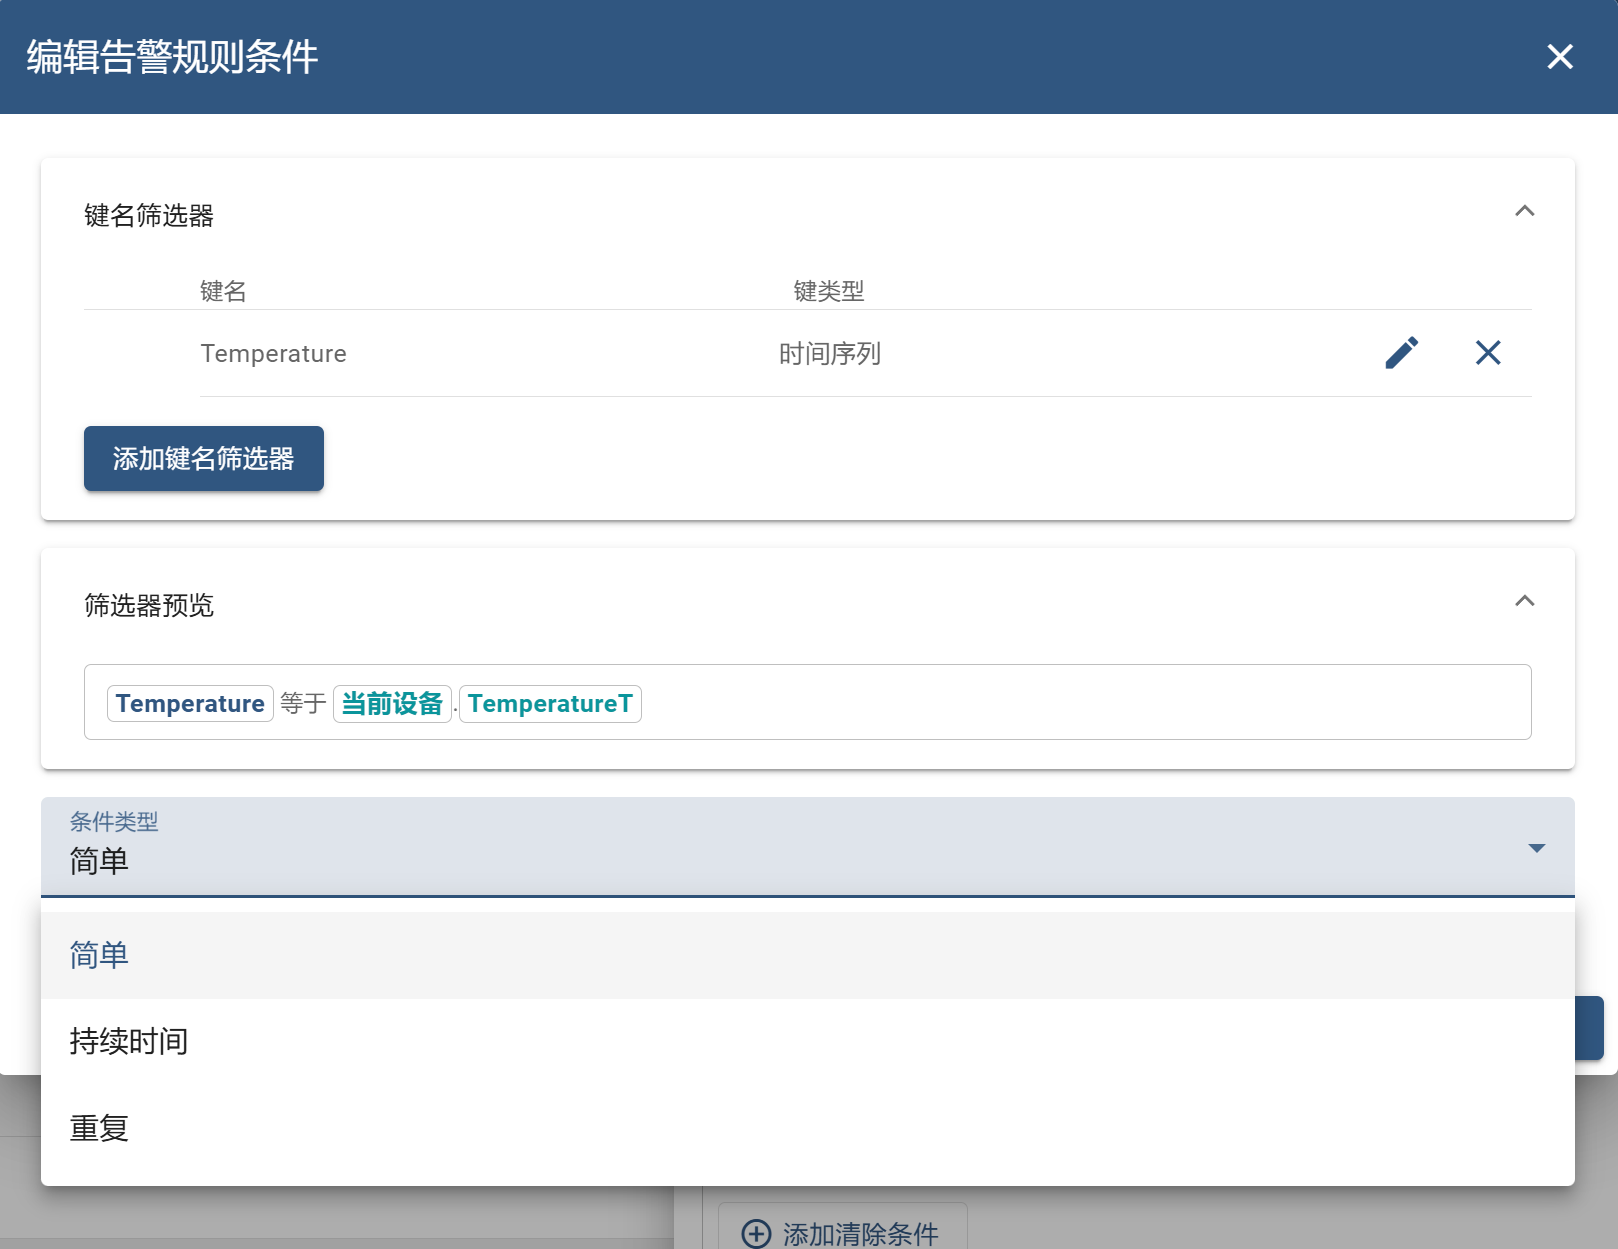 编辑告警规则条件
键名筛选器
键名 键类型
Temperature 时间序列
添加键名筛选器
筛选器预览
Temperature 等于 当前设备.TemperatureT
条件类型
简单
简单
持续时间
重复
添加清除条件